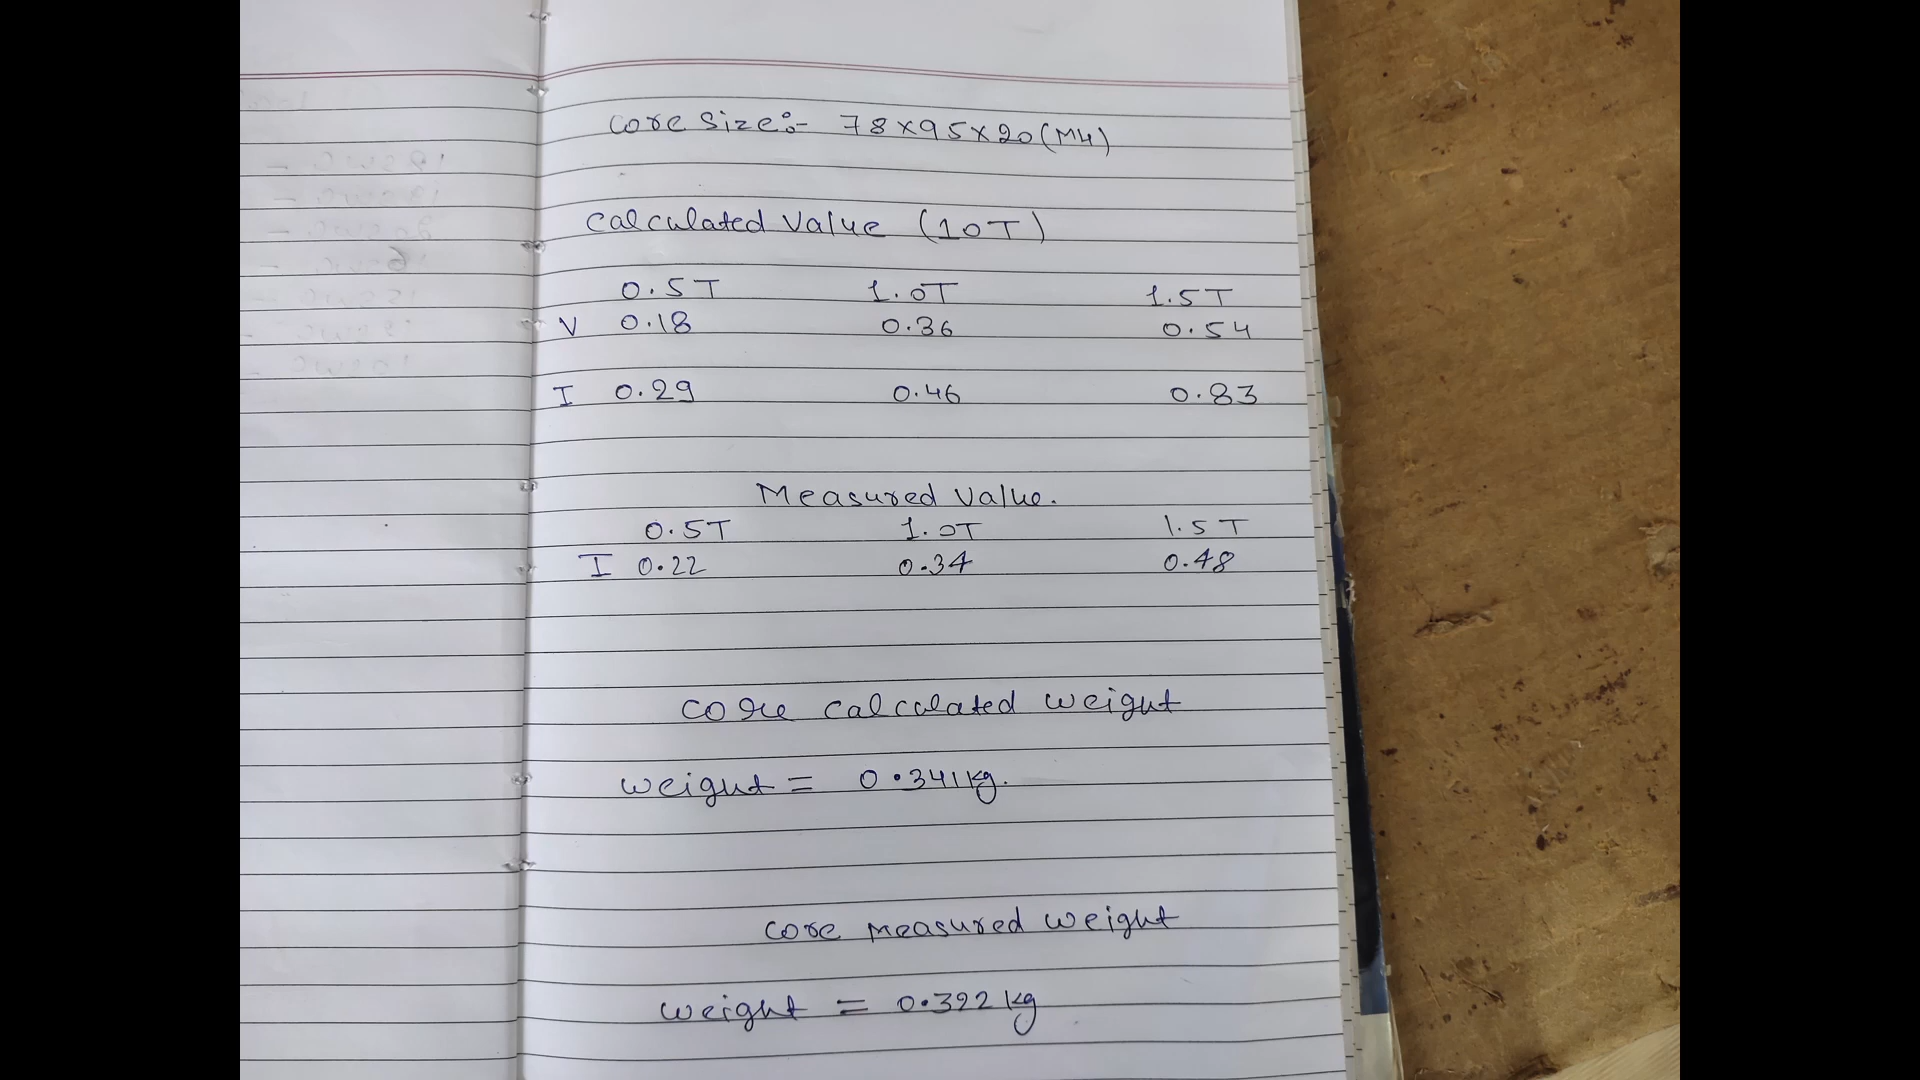 Core Size:- 78x95x20(M4)
Calculated Value (10T)
0.5T 1.0T 1.5T
V 0.18 0.36 0.54
I 0.29 0.46 0.83
Measured Value.
0.5T 1.0T 1.5T
I 0.22 0.34 0.48
Core calculated weight
weight = 0.341kg.
Core measured weight
weight = 0.322kg